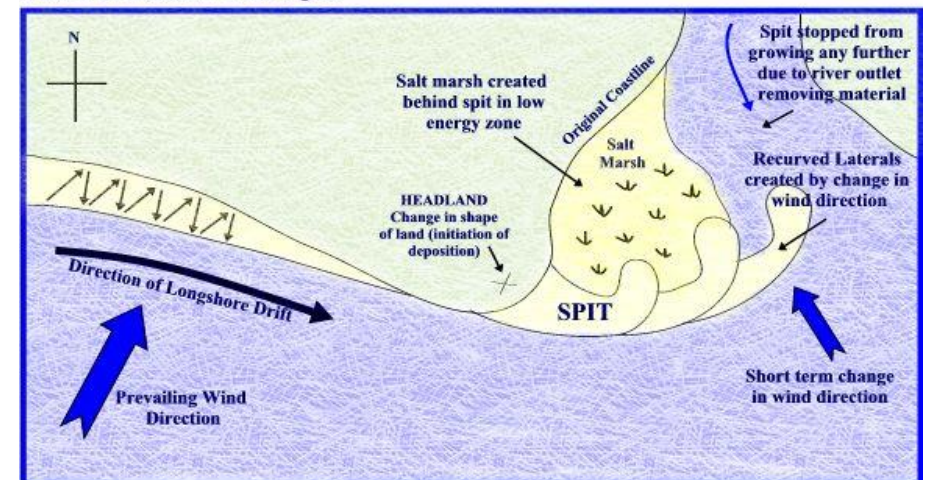 N
Salt marsh created
behind spit in low
energy zone
Original Coastline
Spit stopped from
growing any further
due to river outlet
removing material
Salt
Marsh
Recurved Laterals
created by change in
wind direction
HEADLAND
Change in shape
of land (initiation of
deposition)
Direction of Longshore Drift
SPIT
Prevailing Wind
Direction
Short term change
in wind direction